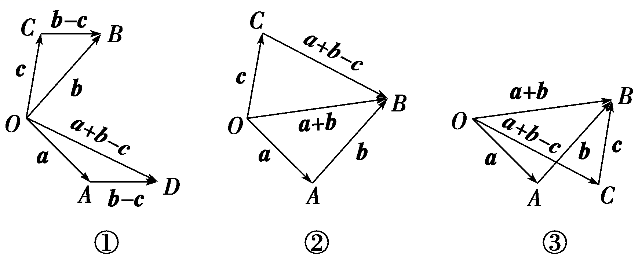 C b−c B
c b
O a+b−c
a
A b−c D
①
C a+b−c
c B
O a+b
a b
A
②
a+b B
O a+b−c
a b c
A C
③